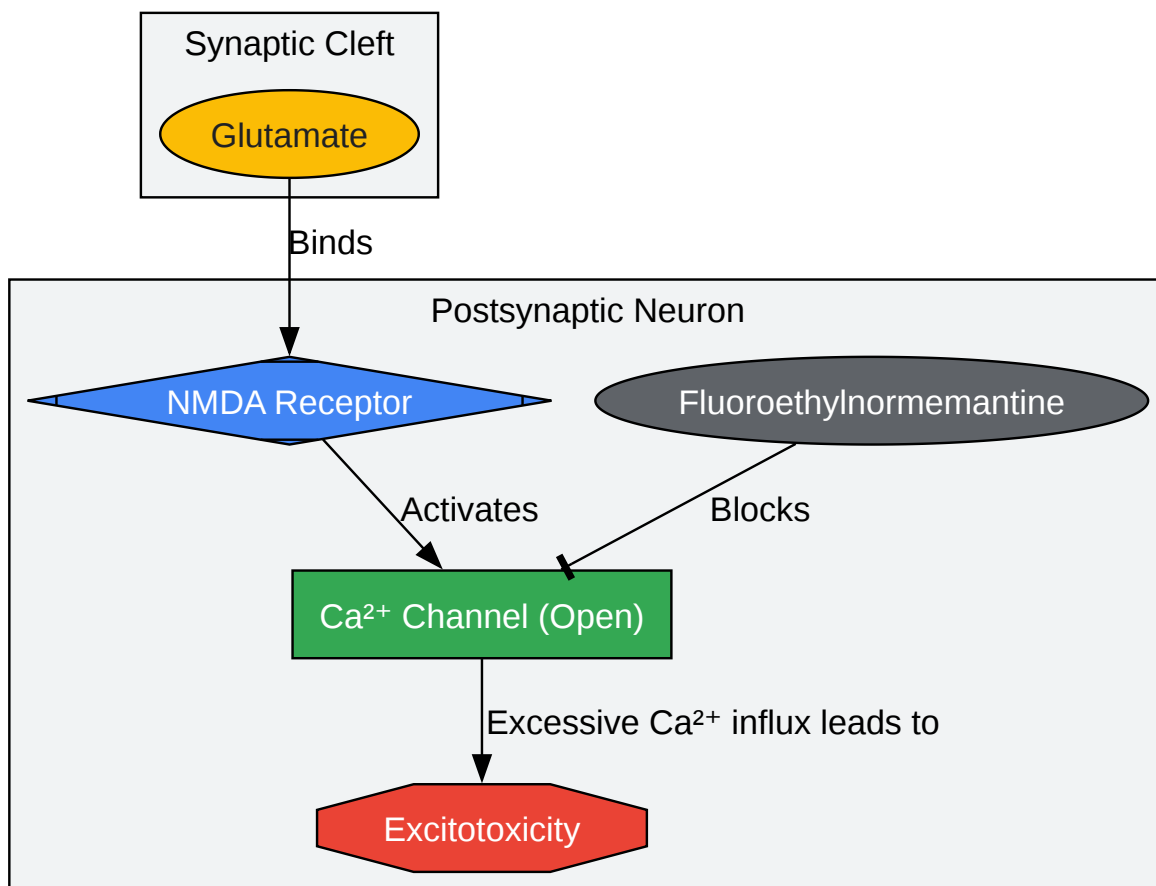 Synaptic Cleft
Glutamate
Binds
Postsynaptic Neuron
NMDA Receptor
Fluoroethylnormemantine
Activates
Blocks
Ca²⁺ Channel (Open)
Excessive Ca²⁺ influx leads to
Excitotoxicity